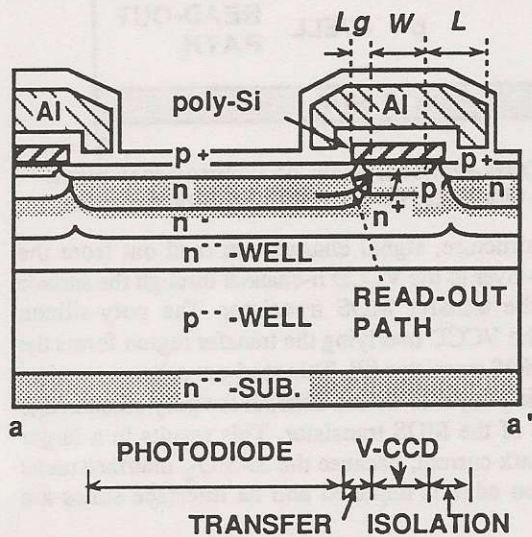 Lg W L
Al
poly-Si
Al
p+
p+
n
n+
p
n
n-
n---WELL
p---WELL
READ-OUT
PATH
n---SUB.
a
a'
PHOTODIODE
V-CCD
TRANSFER
ISOLATION